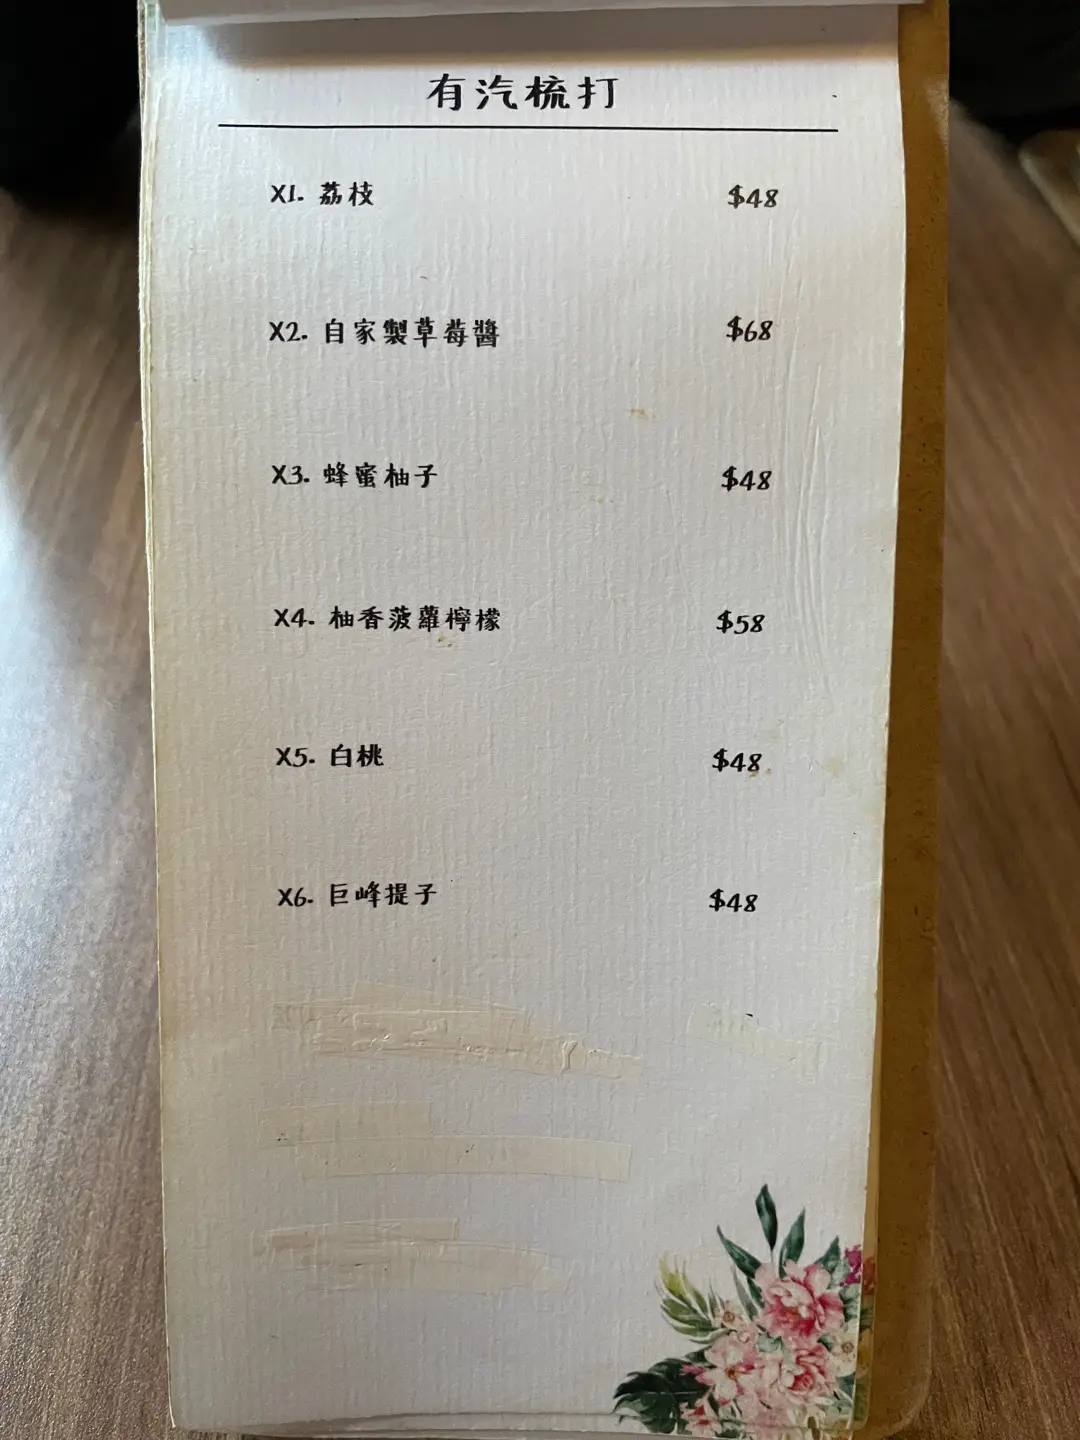 有汽梳打
X1. 荔枝 $48
X2. 自家製草莓醬 $68
X3. 蜂蜜柚子 $48
X4. 柚香菠蘿檸檬 $58
X5. 白桃 $48
X6. 巨峰提子 $48